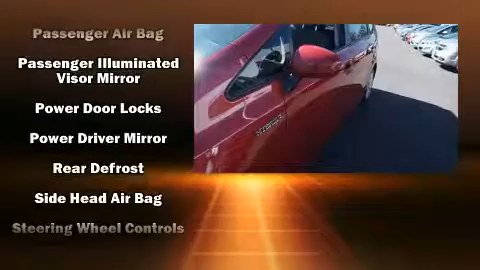 Passenger Air Bag
Passenger Illuminated
Visor Mirror
Power Door Locks
Power Driver Mirror
Rear Defrost
Side Head Air Bag
Steering Wheel Controls